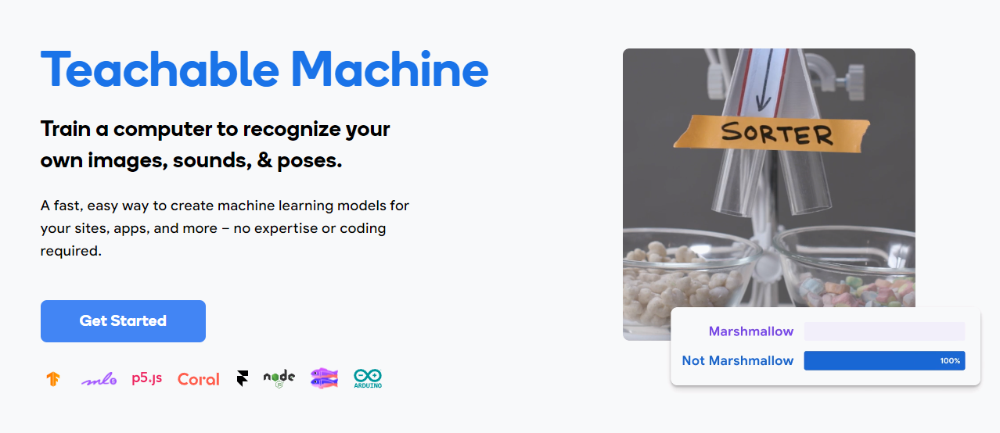 Teachable Machine
Train a computer to recognize your
own images, sounds, & poses.
A fast, easy way to create machine learning models for
your sites, apps, and more – no expertise or coding
required.
Get Started
ml5 p5.js Coral node JS ARDUINO
SORTER
Marshmallow
Not Marshmallow 100%